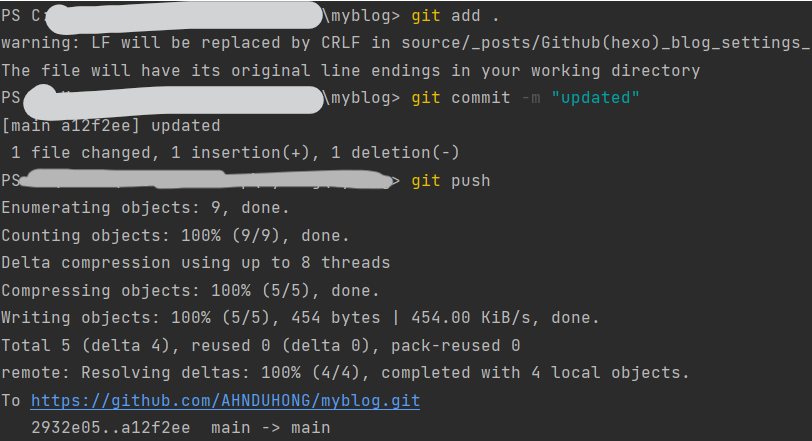 PS C:\myblog> git add .
warning: LF will be replaced by CRLF in source/_posts/Github(hexo)_blog_settings_
The file will have its original line endings in your working directory
PS \myblog> git commit -m "updated"
[main a12f2ee] updated
 1 file changed, 1 insertion(+), 1 deletion(-)
PS > git push
Enumerating objects: 9, done.
Counting objects: 100% (9/9), done.
Delta compression using up to 8 threads
Compressing objects: 100% (5/5), done.
Writing objects: 100% (5/5), 454 bytes | 454.00 KiB/s, done.
Total 5 (delta 4), reused 0 (delta 0), pack-reused 0
remote: Resolving deltas: 100% (4/4), completed with 4 local objects.
To https://github.com/AHNDUHONG/myblog.git
   2932e05..a12f2ee  main -> main